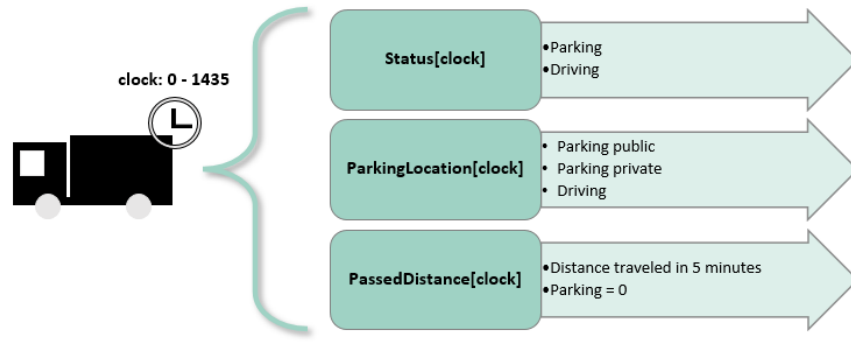 clock: 0 - 1435
Status[clock]
•Parking
•Driving
ParkingLocation[clock]
• Parking public
• Parking private
• Driving
PassedDistance[clock]
•Distance traveled in 5 minutes
•Parking = 0